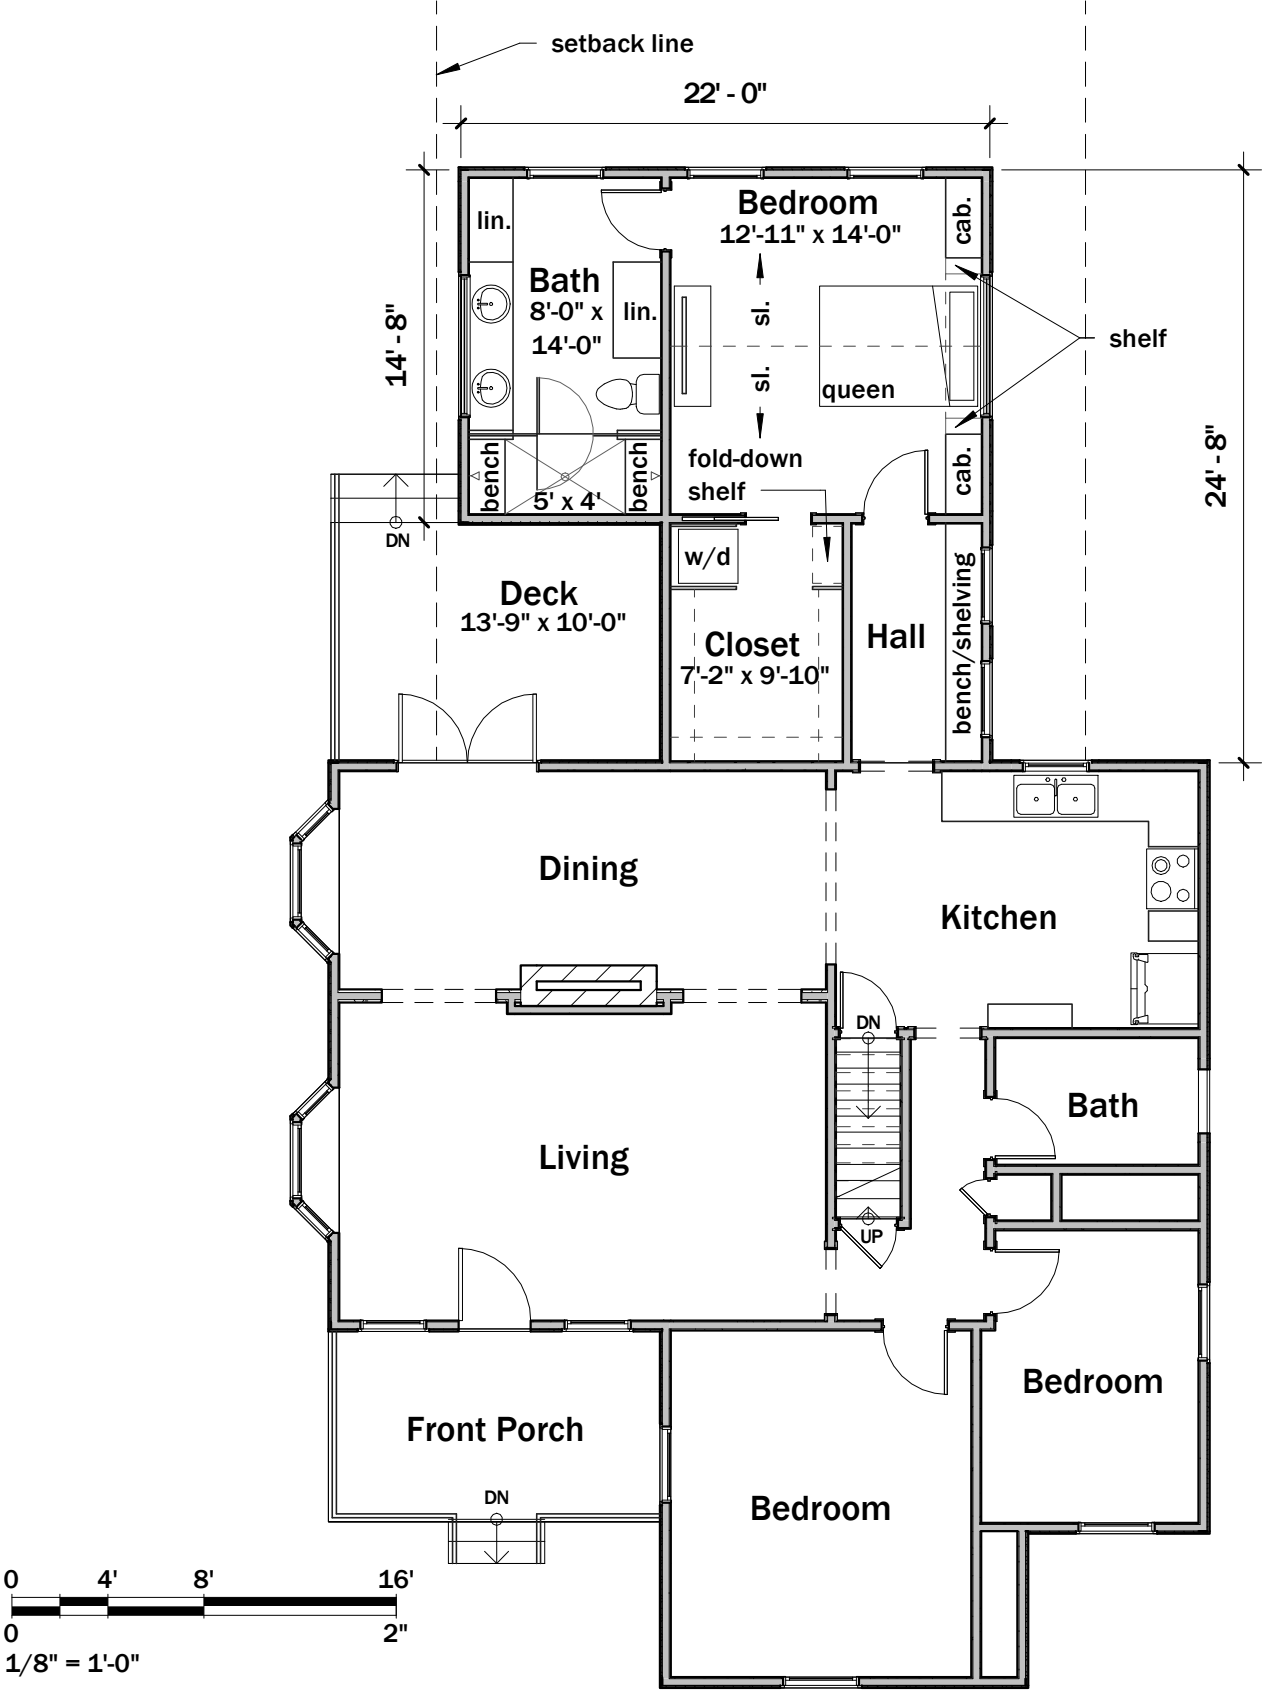 setback line
22' - 0"
lin.
Bedroom
12'-11" x 14'-0"
cab.
Bath
8'-0" x
14'-0"
lin.
sl.
sl.
14' - 8"
queen
shelf
24' - 8"
bench
5' x 4'
bench
fold-down
shelf
cab.
DN
w/d
Deck
13'-9" x 10'-0"
Closet
7'-2" x 9'-10"
Hall
bench/shelving
Dining
Kitchen
DN
Bath
Living
UP
Bedroom
Front Porch
DN
Bedroom
0 4' 8' 16'
0 2"
1/8" = 1'-0"